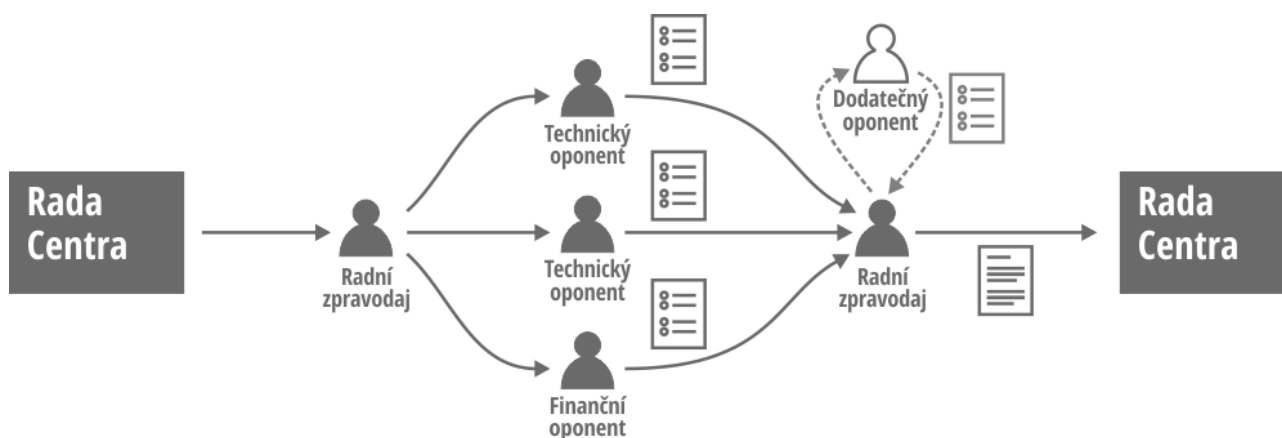 Rada
Centra
Radní
zpravodaj
Technický
oponent
Technický
oponent
Finanční
oponent
Dodatečný
oponent
Radní
zpravodaj
Rada
Centra